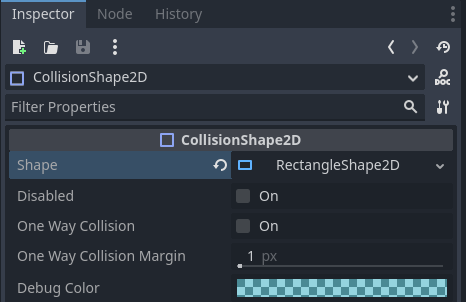 Inspector Node History
CollisionShape2D
DOC
Filter Properties
CollisionShape2D
Shape RectangleShape2D
Disabled On
One Way Collision On
One Way Collision Margin 1 px
Debug Color